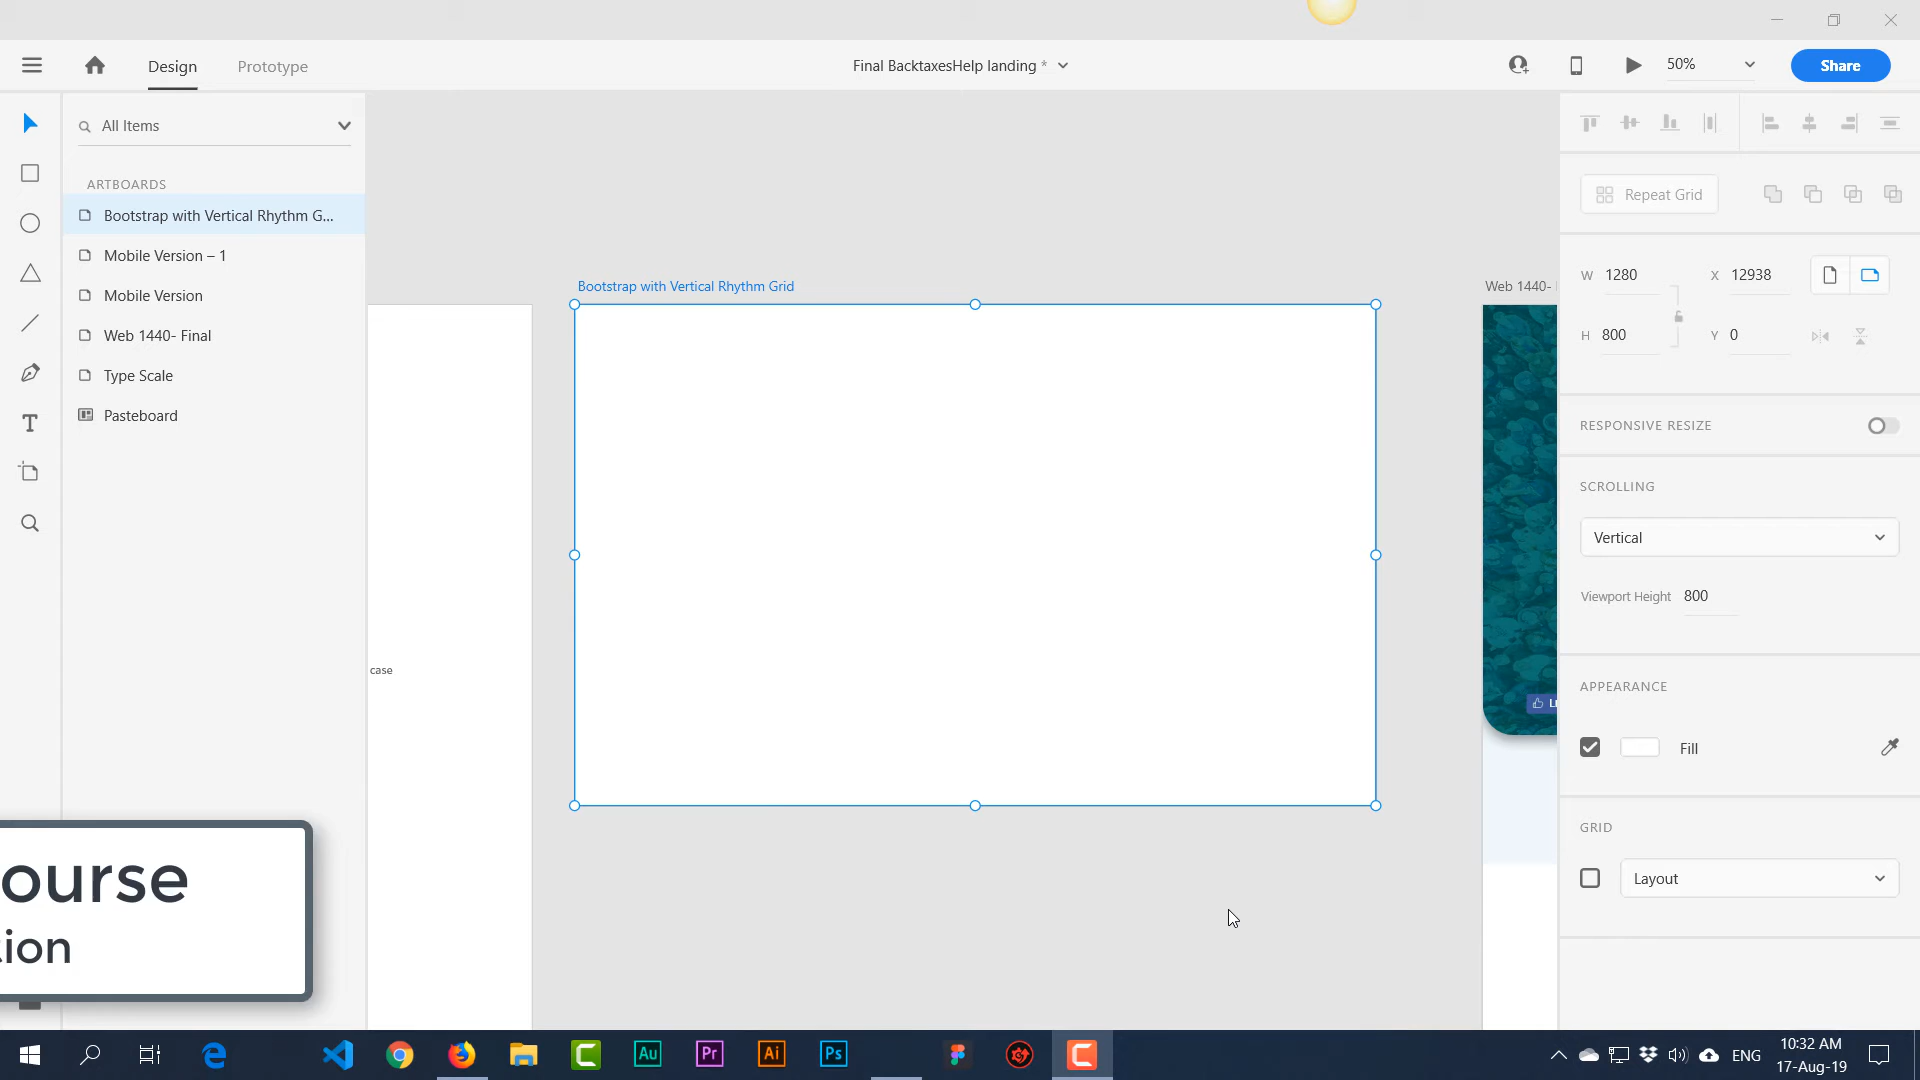 Design
Prototype
Final BacktaxesHelp landing *
50%
Share
All Items
ARTBOARDS
Bootstrap with Vertical Rhythm G...
Mobile Version – 1
Mobile Version
Web 1440- Final
Type Scale
Pasteboard
T
case
Bootstrap with Vertical Rhythm Grid
Web 1440-
Li
Repeat Grid
W 1280
X 12938
H 800
Y 0
RESPONSIVE RESIZE
SCROLLING
Vertical
Viewport Height 800
APPEARANCE
Fill
GRID
Layout
ourse
tion
Au
Pr
Ai
Ps
ENG
10:32 AM
17-Aug-19